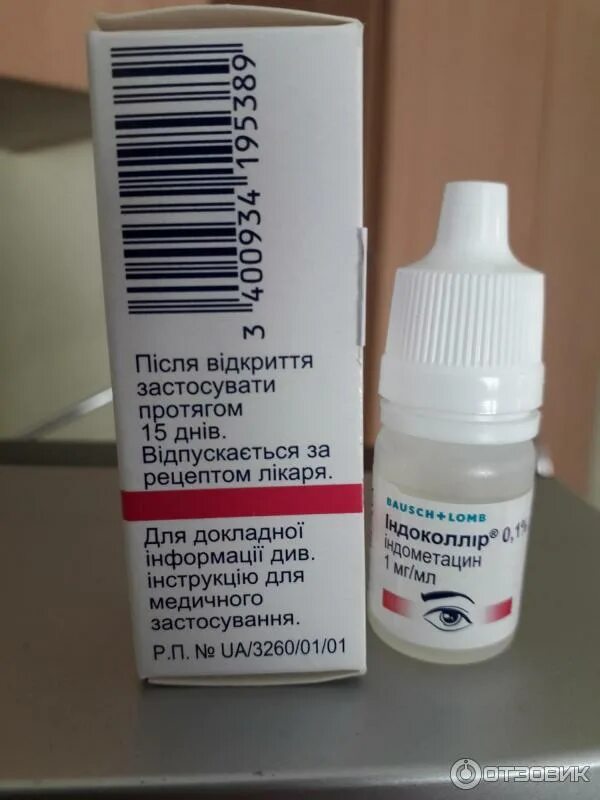 3 400934 195389
Після відкриття
застосувати
протягом
15 днів.
Відпускається за
рецептом лікаря.
Для докладної
інформації див.
інструкцію для
медичного
застосування.
Р.П. № UA/3260/01/01
BAUSCH+LOMB
Індоколлір® 0,1%
індометацин
1 мг/мл
ОТЗОВИК